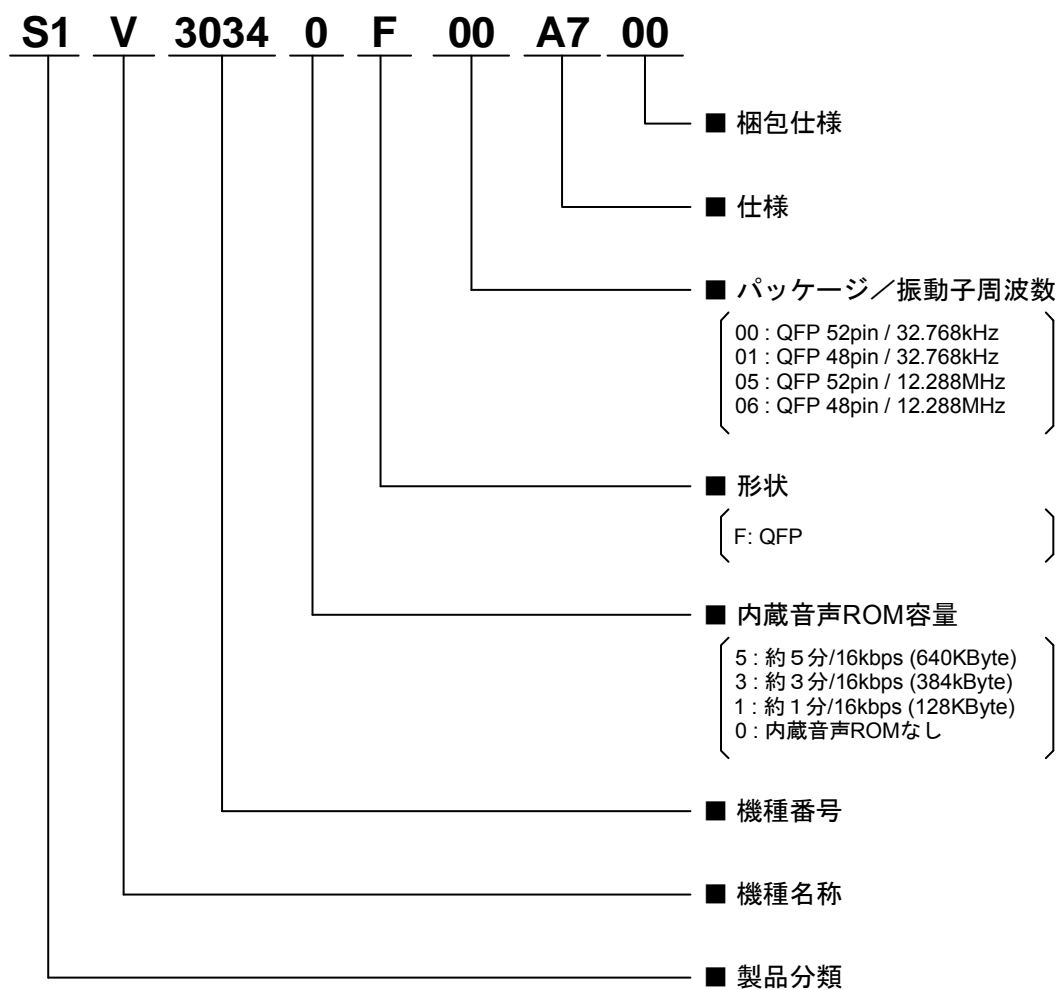 S1 V 3034 0 F 00 A7 00
■ 梱包仕様
■ 仕様
■ パッケージ／振動子周波数
00 : QFP 52pin / 32.768kHz
01 : QFP 48pin / 32.768kHz
05 : QFP 52pin / 12.288MHz
06 : QFP 48pin / 12.288MHz
■ 形状
F: QFP
■ 内蔵音声ROM容量
5 : 約５分/16kbps (640KByte)
3 : 約３分/16kbps (384kByte)
1 : 約１分/16kbps (128KByte)
0 : 内蔵音声ROMなし
■ 機種番号
■ 機種名称
■ 製品分類